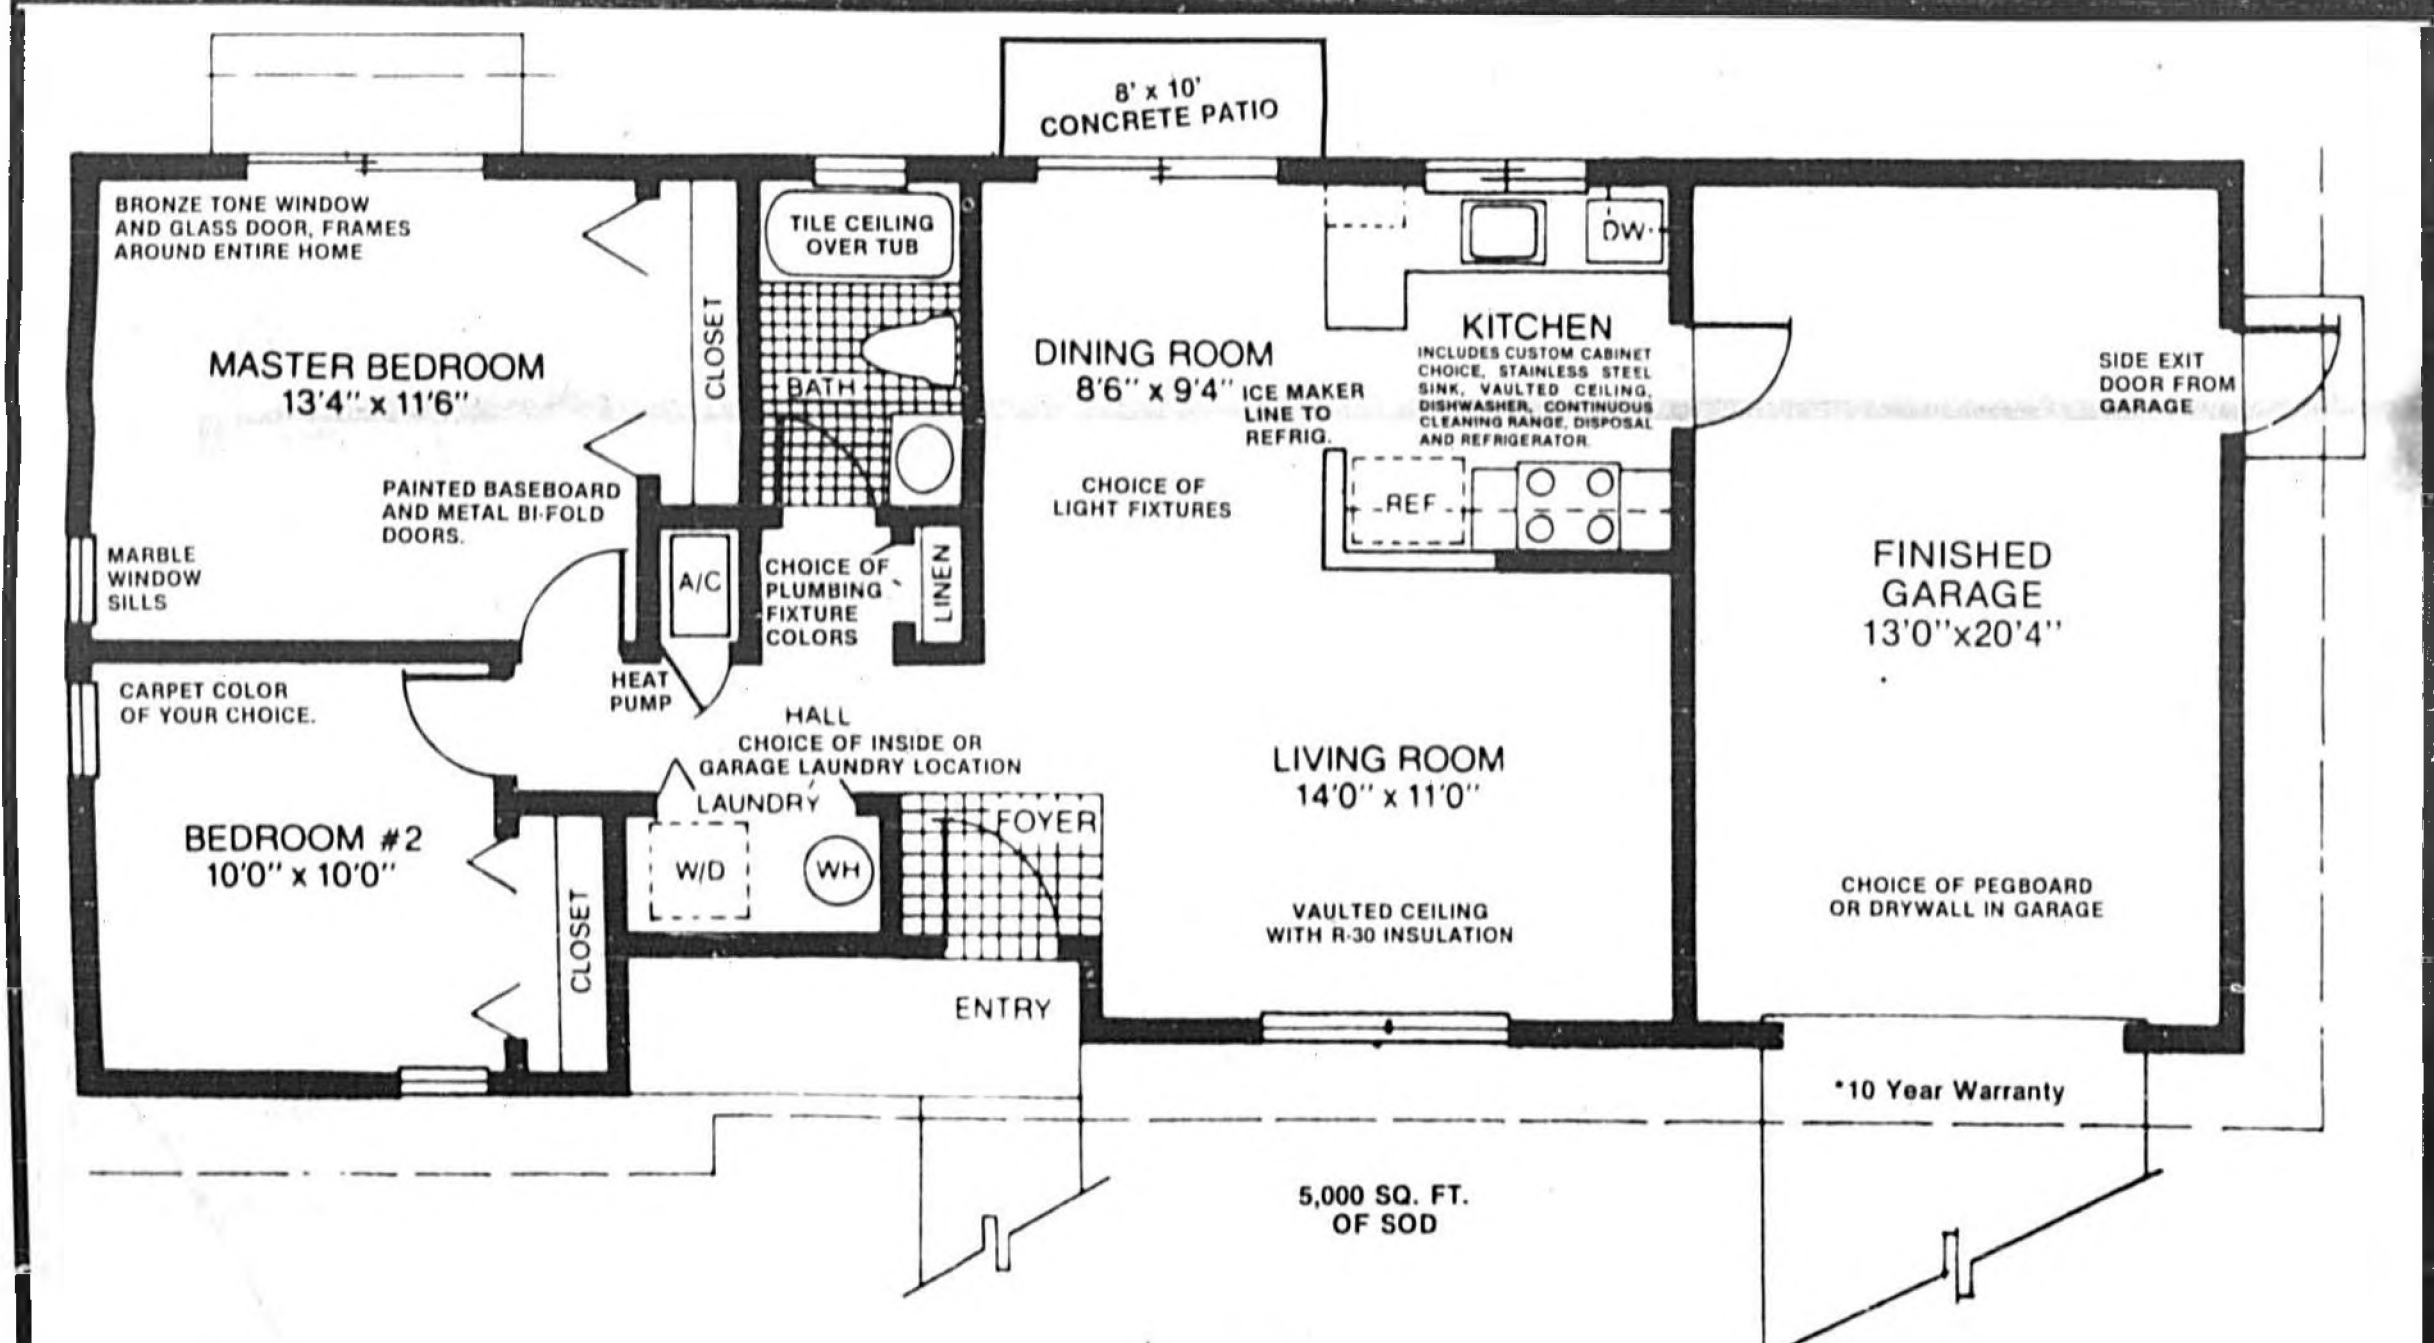 8' x 10'
CONCRETE PATIO
BRONZE TONE WINDOW
AND GLASS DOOR, FRAMES
AROUND ENTIRE HOME
MASTER BEDROOM
13'4" x 11'6"
PAINTED BASEBOARD
AND METAL BI-FOLD
DOORS.
MARBLE
WINDOW
SILLS
CLOSET
TILE CEILING
OVER TUB
BATH
A/C
CHOICE OF
PLUMBING
FIXTURE
COLORS
LINEN
DINING ROOM
8'6" x 9'4"
ICE MAKER
LINE TO
REFRIG.
CHOICE OF
LIGHT FIXTURES
DW
KITCHEN
INCLUDES CUSTOM CABINET
CHOICE, STAINLESS STEEL
SINK, VAULTED CEILING,
DISHWASHER, CONTINUOUS
CLEANING RANGE, DISPOSAL
AND REFRIGERATOR.
REF
SIDE EXIT
DOOR FROM
GARAGE
FINISHED
GARAGE
13'0"x20'4"
CHOICE OF PEGBOARD
OR DRYWALL IN GARAGE
CARPET COLOR
OF YOUR CHOICE.
HEAT
PUMP
HALL
CHOICE OF INSIDE OR
GARAGE LAUNDRY LOCATION
LAUNDRY
W/D
WH
FOYER
BEDROOM #2
10'0" x 10'0"
CLOSET
LIVING ROOM
14'0" x 11'0"
VAULTED CEILING
WITH R-30 INSULATION
ENTRY
*10 Year Warranty
5,000 SQ. FT.
OF SOD